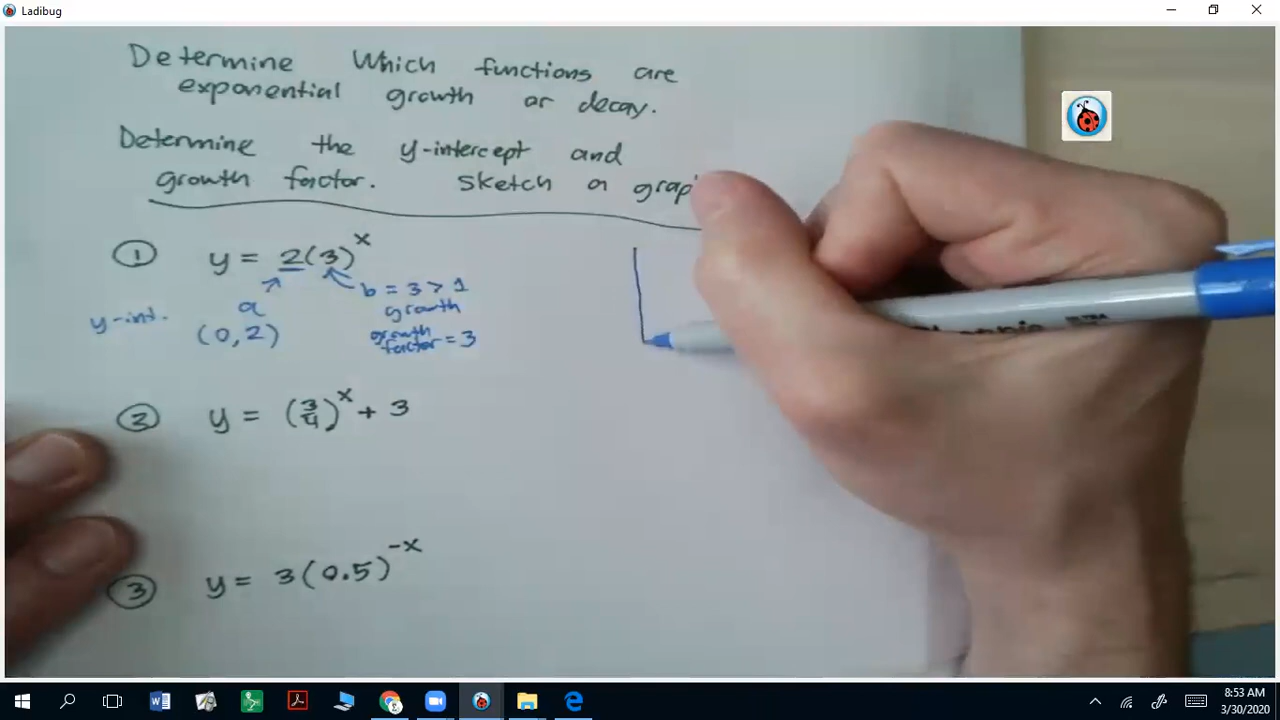 Ladibug
Determine Which functions are
exponential growth or decay.
Determine the y-intercept and
growth factor. Sketch a grap
① y = 2(3)^x
a
b = 3 > 1
growth
y-int.
(0, 2)
growth
factor = 3
② y = (3/4)^x + 3
③ y = 3(0.5)^-x
8:53 AM
3/30/2020